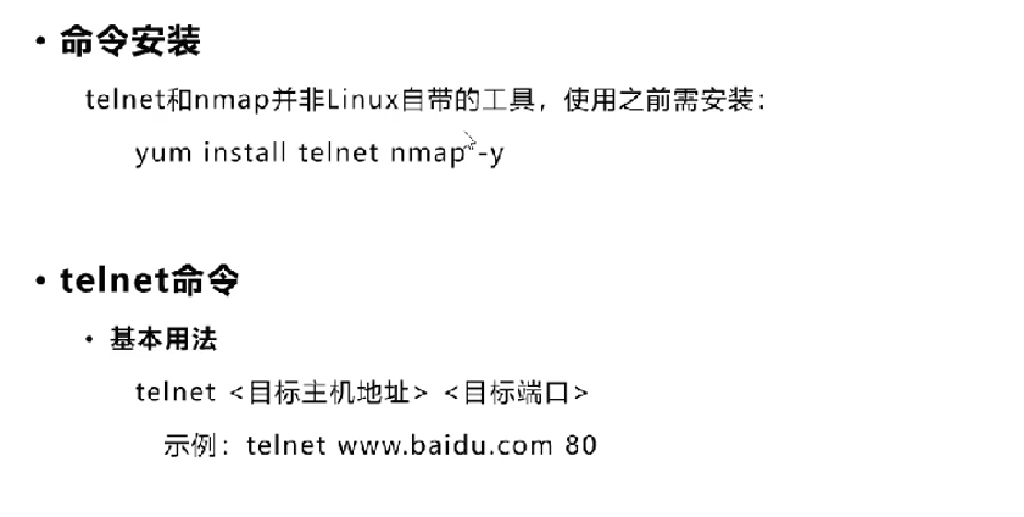 • 命令安装
telnet和nmap并非Linux自带的工具，使用之前需安装：
yum install telnet nmap -y
• telnet命令
• 基本用法
telnet <目标主机地址> <目标端口>
示例：telnet www.baidu.com 80